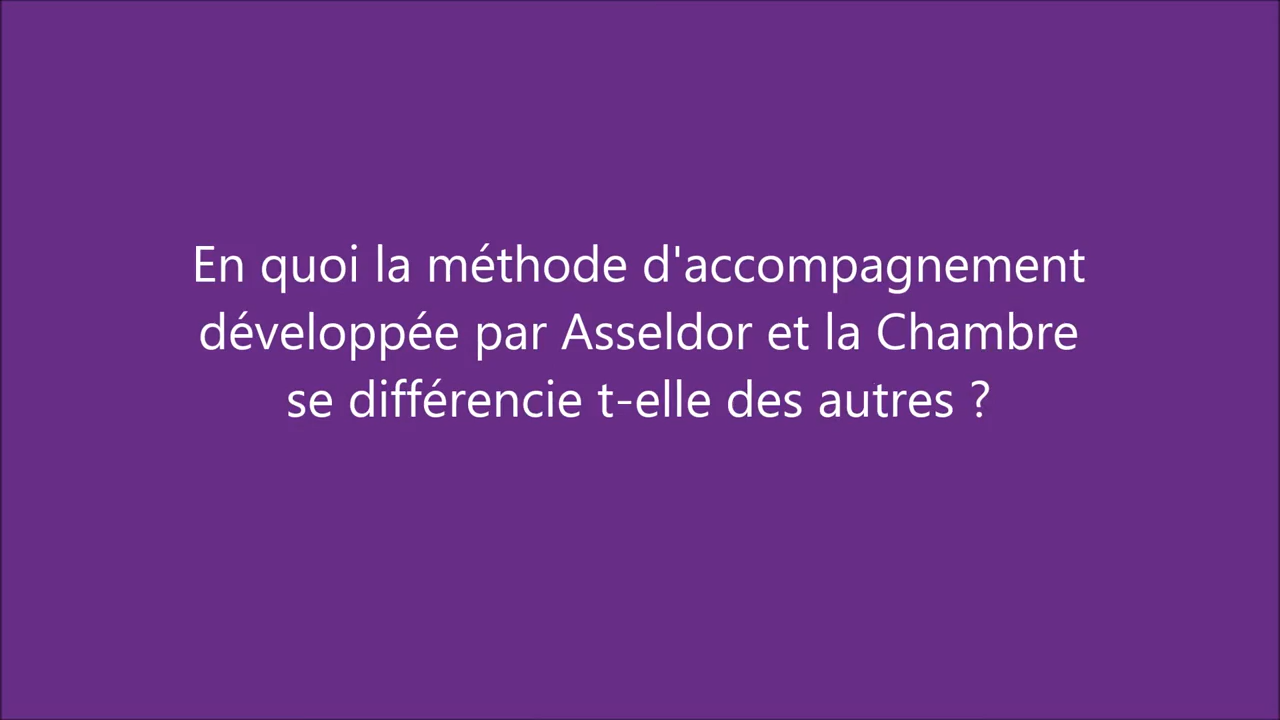 En quoi la méthode d'accompagnement
développée par Asseldor et la Chambre
se différencie t-elle des autres ?